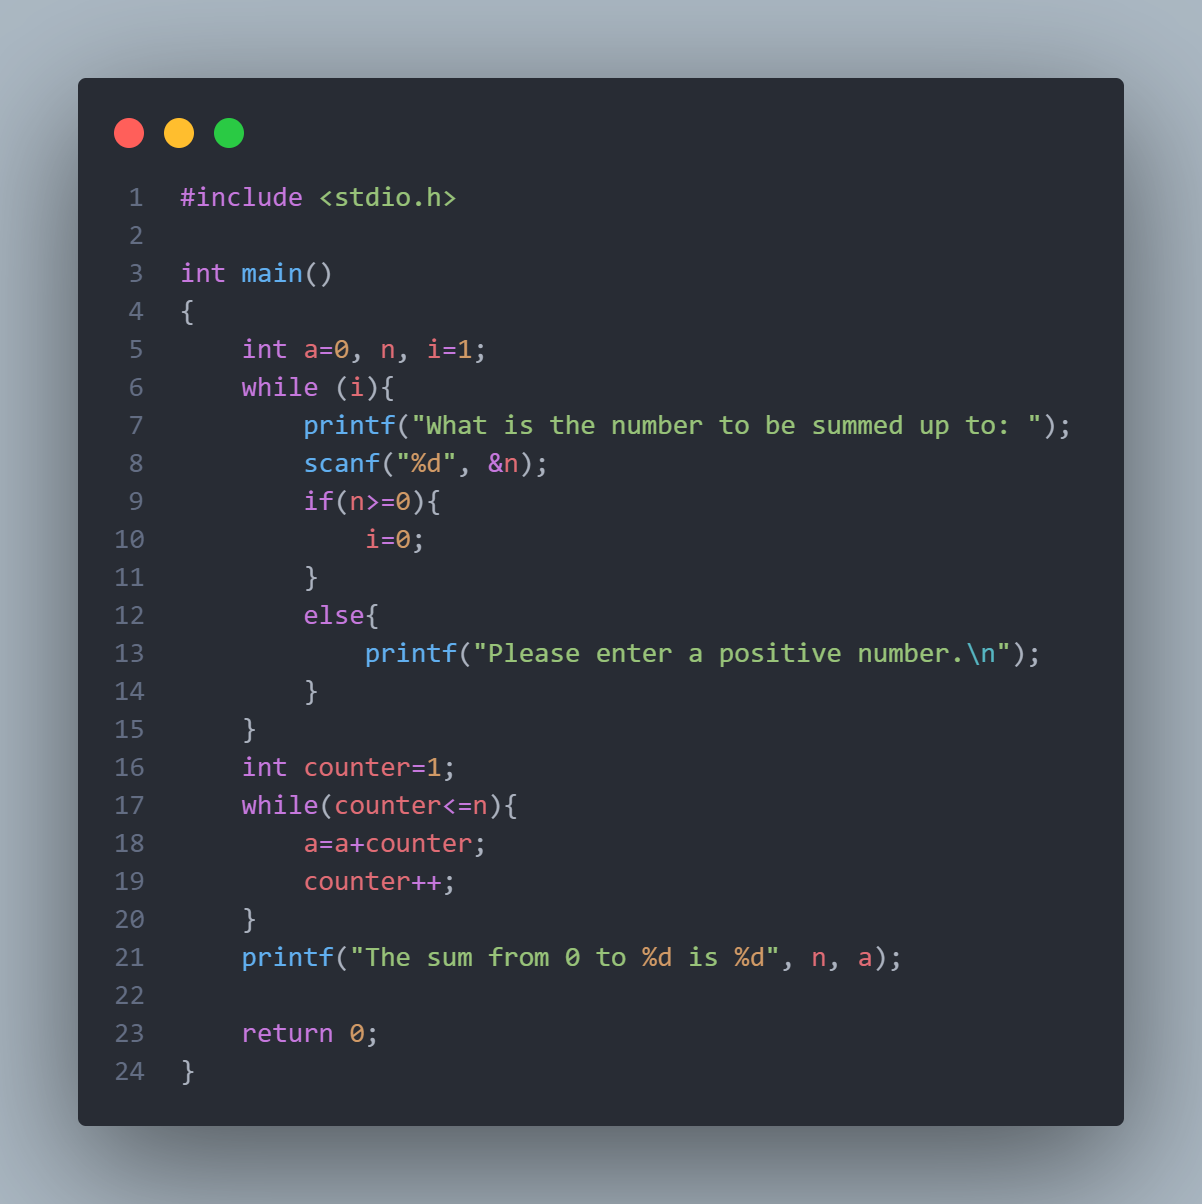 1 #include <stdio.h>
2
3 int main()
4 {
5     int a=0, n, i=1;
6     while (i){
7         printf("What is the number to be summed up to: ");
8         scanf("%d", &n);
9         if(n>=0){
10             i=0;
11         }
12         else{
13             printf("Please enter a positive number.\n");
14         }
15     }
16     int counter=1;
17     while(counter<=n){
18         a=a+counter;
19         counter++;
20     }
21     printf("The sum from 0 to %d is %d", n, a);
22
23     return 0;
24 }